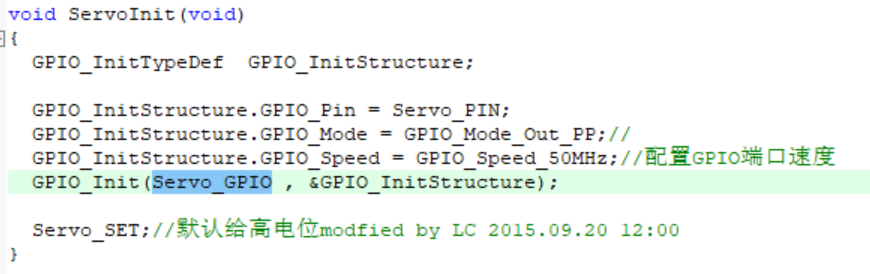 void ServoInit(void)
{
GPIO_InitTypeDef  GPIO_InitStructure;
GPIO_InitStructure.GPIO_Pin = Servo_PIN;
GPIO_InitStructure.GPIO_Mode = GPIO_Mode_Out_PP;//
GPIO_InitStructure.GPIO_Speed = GPIO_Speed_50MHz;//配置GPIO端口速度
GPIO_Init(Servo_GPIO , &GPIO_InitStructure);
Servo_SET;//默认给高电位modfied by LC 2015.09.20 12:00
}